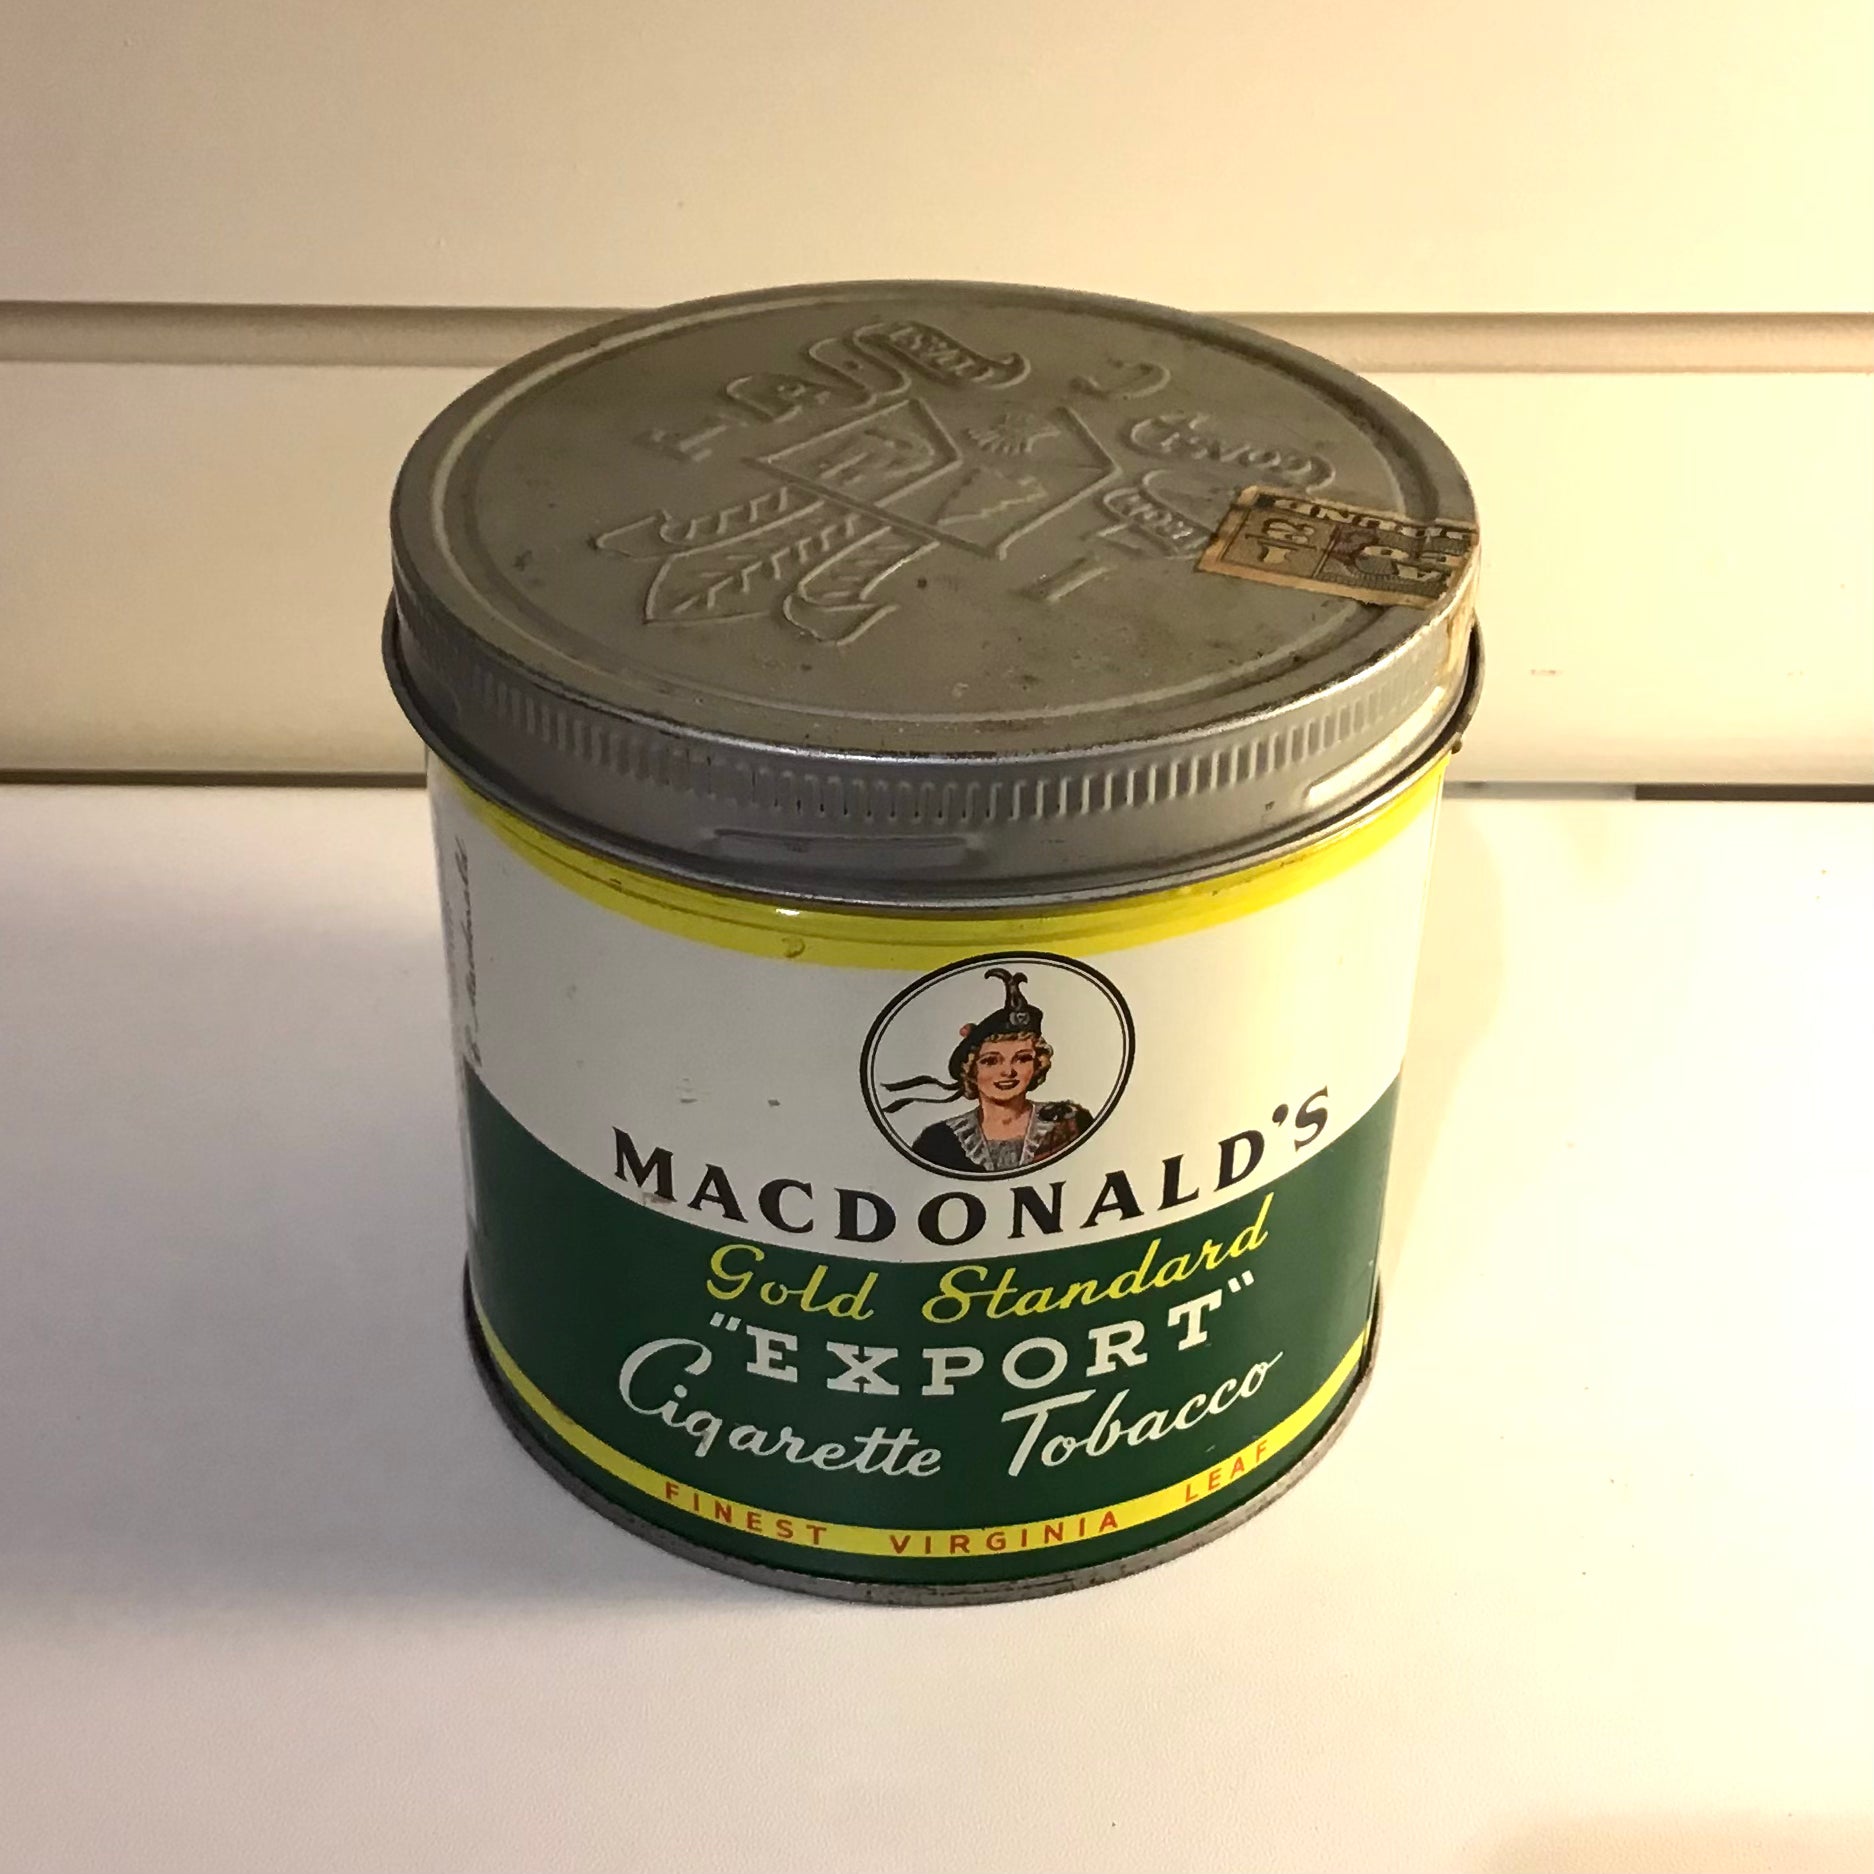 MACDONALD'S
Gold Standard
"EXPORT"
Cigarette Tobacco
FINEST VIRGINIA LEAF